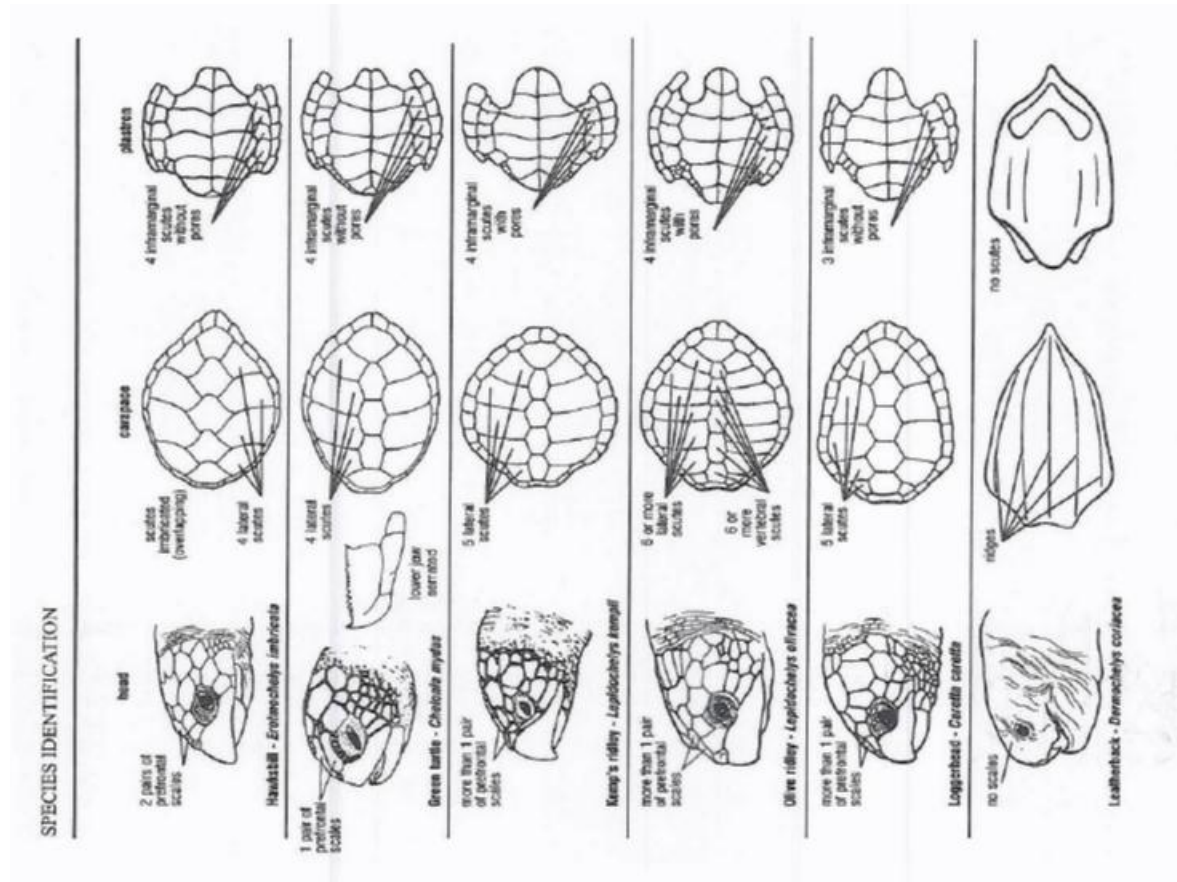 SPECIES IDENTIFICATION
head
carapace
plastron
2 pairs of
prefrontal
scales
scutes
imbricated
(overlapping)
4 lateral
scutes
4 inframarginal
scutes
without
pores
Hawksbill - Eretmochelys imbricata
1 pair of
prefrontal
scales
lower jaw
serrated
4 lateral
scutes
4 inframarginal
scutes
without
pores
Green turtle - Chelonia mydas
more than 1 pair
of prefrontal
scales
5 lateral
scutes
4 inframarginal
scutes
with
pores
Kemp's ridley - Lepidochelys kempii
more than 1 pair
of prefrontal
scales
6 or more
lateral
scutes
6 or
more
vertebral
scutes
4 inframarginal
scutes
with
pores
Olive ridley - Lepidochelys olivacea
more than 1 pair
of prefrontal
scales
5 lateral
scutes
3 inframarginal
scutes
without
pores
Loggerhead - Caretta caretta
no scales
ridges
no scutes
Leatherback - Dermochelys coriacea